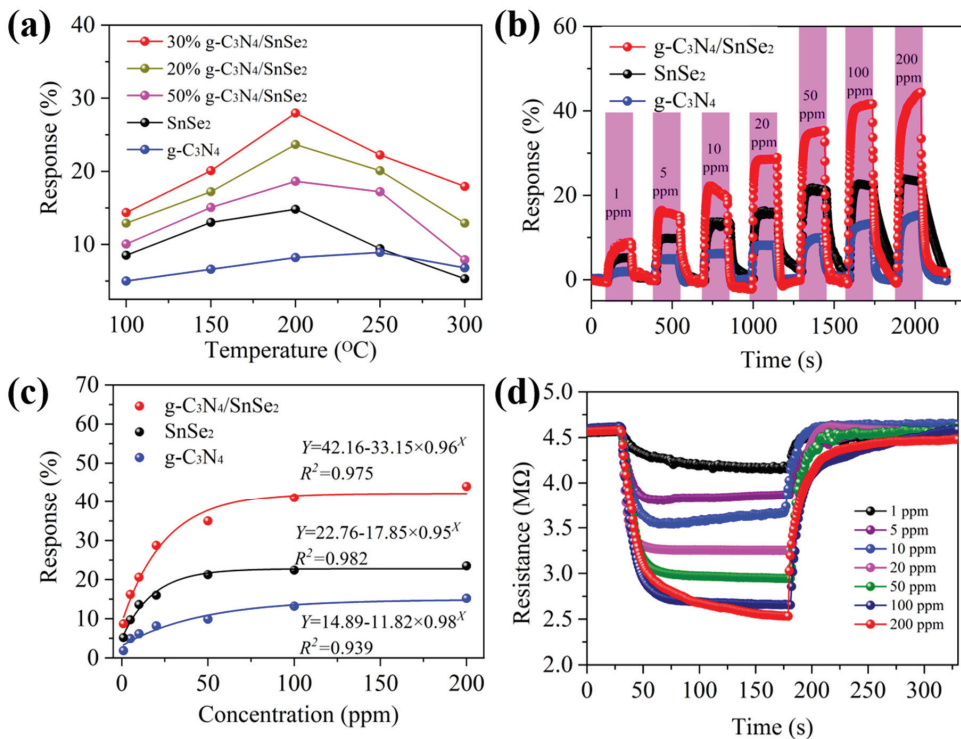 (a)
40
30
20
10
Response (%)
30% g-C₃N₄/SnSe₂
20% g-C₃N₄/SnSe₂
50% g-C₃N₄/SnSe₂
SnSe₂
g-C₃N₄
100 150 200 250 300
Temperature (°C)
(b)
60
40
20
0
Response (%)
g-C₃N₄/SnSe₂
SnSe₂
g-C₃N₄
1 ppm
5 ppm
10 ppm
20 ppm
50 ppm
100 ppm
200 ppm
0 500 1000 1500 2000
Time (s)
(c)
70
60
50
40
30
20
10
0
Response (%)
g-C₃N₄/SnSe₂
SnSe₂
g-C₃N₄
Y=42.16-33.15×0.96ˣ
R²=0.975
Y=22.76-17.85×0.95ˣ
R²=0.982
Y=14.89-11.82×0.98ˣ
R²=0.939
0 50 100 150 200
Concentration (ppm)
(d)
5.0
4.5
4.0
3.5
3.0
2.5
2.0
Resistance (MΩ)
1 ppm
5 ppm
10 ppm
20 ppm
50 ppm
100 ppm
200 ppm
0 50 100 150 200 250 300
Time (s)